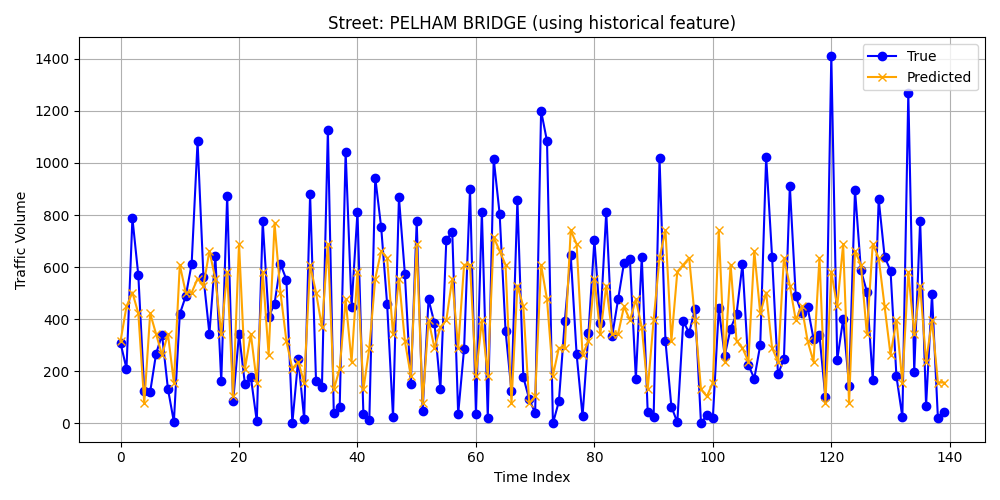 Street: PELHAM BRIDGE (using historical feature)
True
Predicted
Traffic Volume
1400
1200
1000
800
600
400
200
0
0 20 40 60 80 100 120 140
Time Index